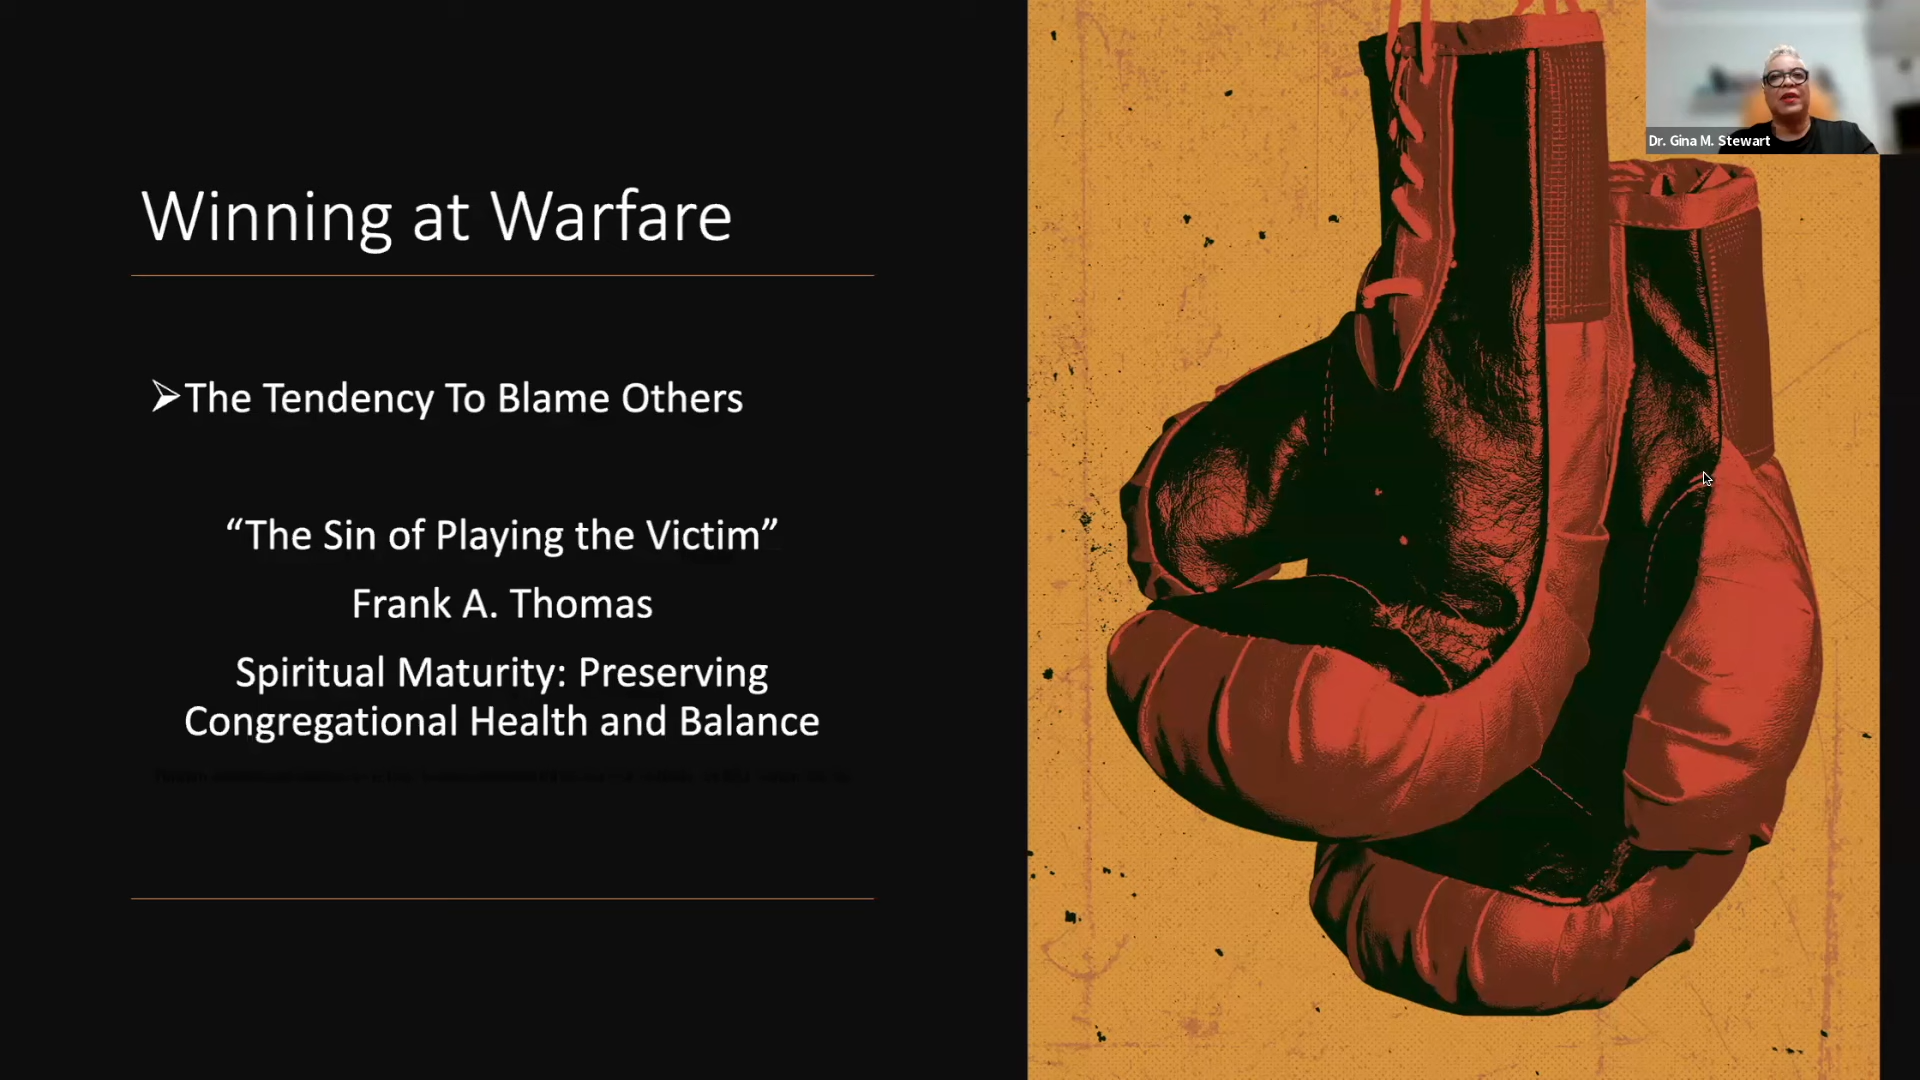 Dr. Gina M. Stewart
Winning at Warfare
➢The Tendency To Blame Others
“The Sin of Playing the Victim”
Frank A. Thomas
Spiritual Maturity: Preserving
Congregational Health and Balance